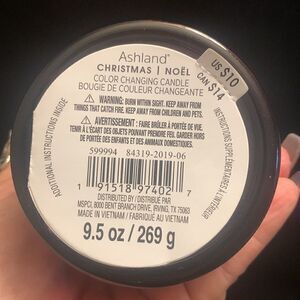 Ashland®
US $10
CAN $14
CHRISTMAS | NOËL
COLOR CHANGING CANDLE
BOUGIE DE COULEUR CHANGEANTE
⚠ WARNING: BURN WITHIN SIGHT. KEEP AWAY FROM
THINGS THAT CATCH FIRE. KEEP AWAY FROM CHILDREN AND PETS.
⚠ AVERTISSEMENT : FAIRE BRÛLER À PORTÉE DE VUE.
TENIR À L'ÉCART DES OBJETS POUVANT PRENDRE FEU. GARDER HORS
DE PORTÉE DES ENFANTS ET DES ANIMAUX DOMESTIQUES.
599994 84319-2019-06
1 91518 97402 7
DISTRIBUTED BY / DISTRIBUÉ PAR
MSPCI, 8000 BENT BRANCH DRIVE, IRVING, TX 75063
MADE IN VIETNAM / FABRIQUÉ AU VIETNAM
9.5 oz / 269 g
ADDITIONAL INSTRUCTIONS INSIDE
INSTRUCTIONS SUPPLÉMENTAIRES À L'INTÉRIEUR